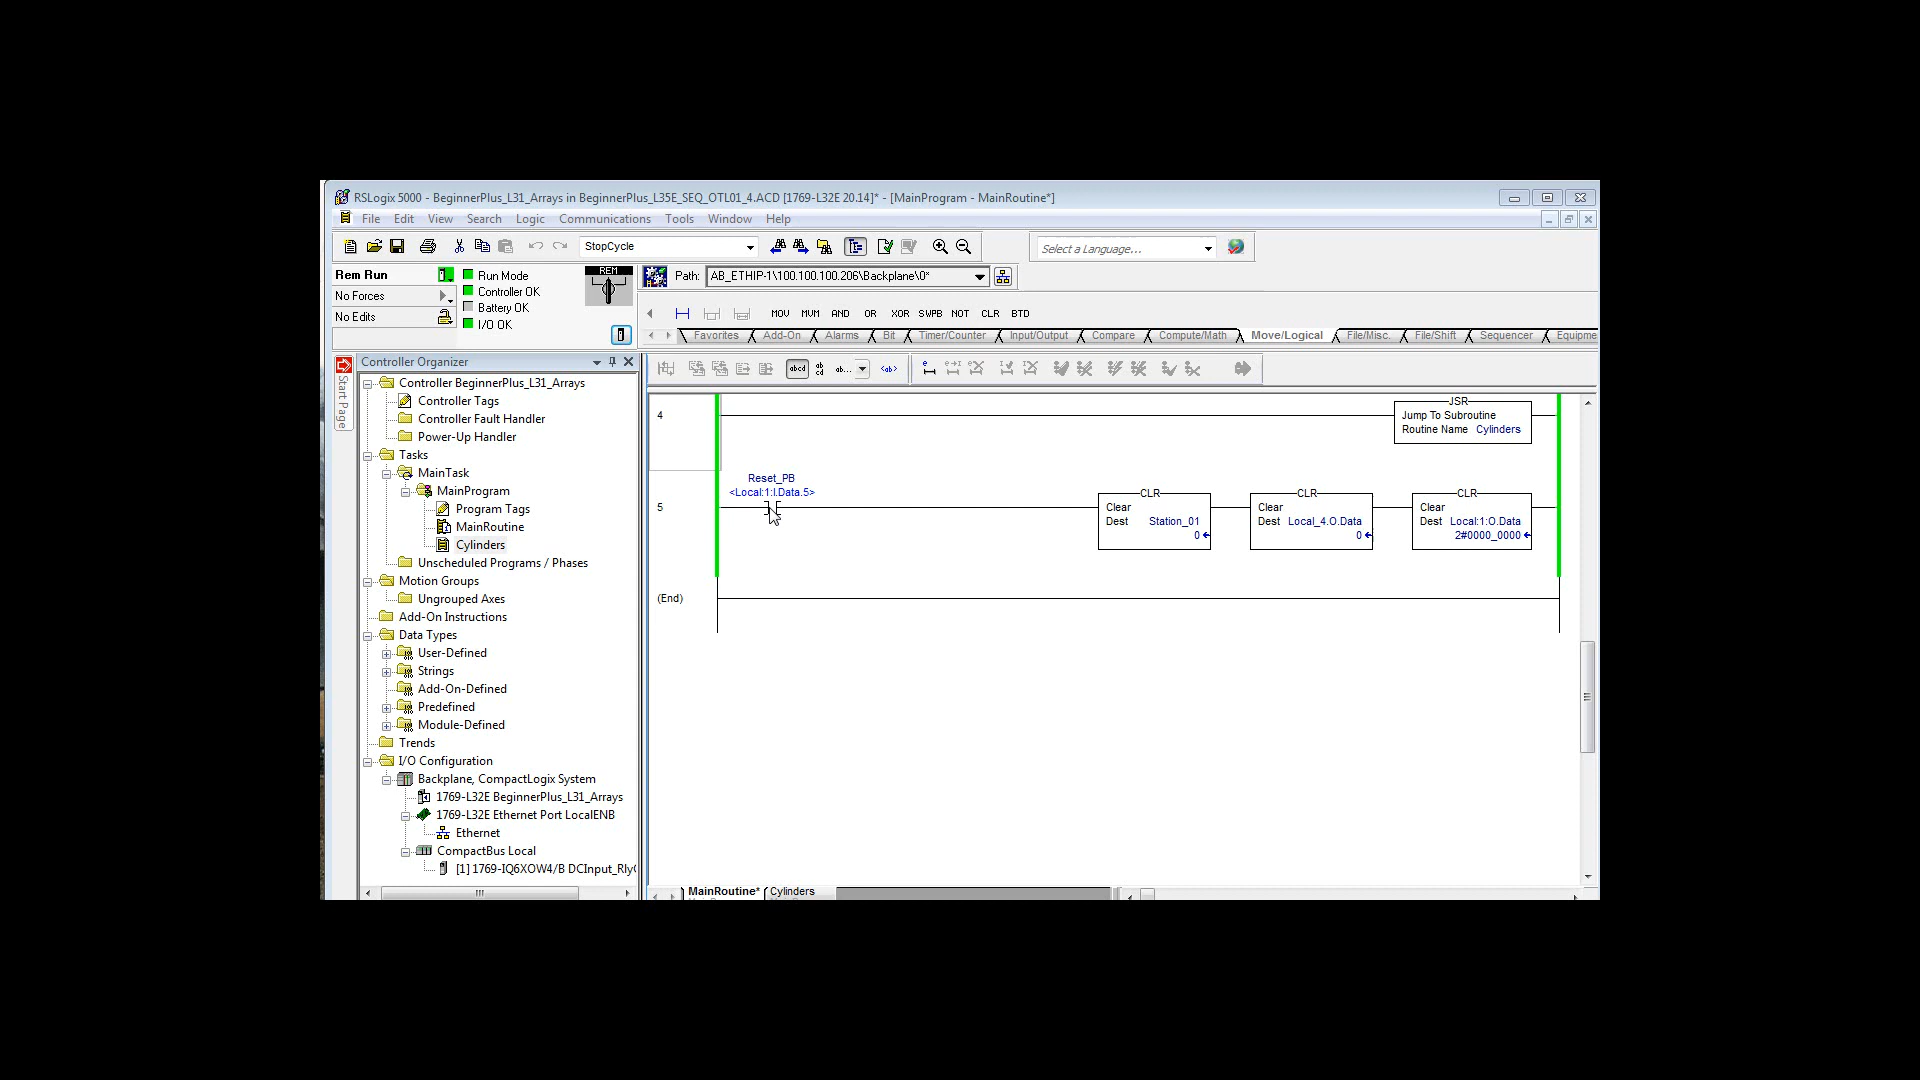 RSLogix 5000 - BeginnerPlus_L31_Arrays in BeginnerPlus_L35E_SEQ_OTL01_4.ACD [1769-L32E 20.14]* - [MainProgram - MainRoutine*]
File Edit View Search Logic Communications Tools Window Help
StopCycle
Select a Language...
Rem Run
No Forces
No Edits
Run Mode
Controller OK
Battery OK
I/O OK
REM
Path: AB_ETHIP-1\100.100.100.206\Backplane\0*
MOV MVM AND OR XOR SWPB NOT CLR BTD
Favorites Add-On Alarms Bit Timer/Counter Input/Output Compare Compute/Math Move/Logical File/Misc. File/Shift Sequencer Equipme
Start Page
Controller Organizer
Controller BeginnerPlus_L31_Arrays
Controller Tags
Controller Fault Handler
Power-Up Handler
Tasks
MainTask
MainProgram
Program Tags
MainRoutine
Cylinders
Unscheduled Programs / Phases
Motion Groups
Ungrouped Axes
Add-On Instructions
Data Types
User-Defined
Strings
Add-On-Defined
Predefined
Module-Defined
Trends
I/O Configuration
Backplane, CompactLogix System
1769-L32E BeginnerPlus_L31_Arrays
1769-L32E Ethernet Port LocalENB
Ethernet
CompactBus Local
[1] 1769-IQ6XOW4/B DCInput_Rly
abcd ab cd ab... <ab>
4
JSR
Jump To Subroutine
Routine Name Cylinders
5
Reset_PB
<Local:1:I.Data.5>
CLR
Clear
Dest Station_01
0
CLR
Clear
Dest Local_4.O.Data
0
CLR
Clear
Dest Local:1:O.Data
2#0000_0000
(End)
MainRoutine* Cylinders